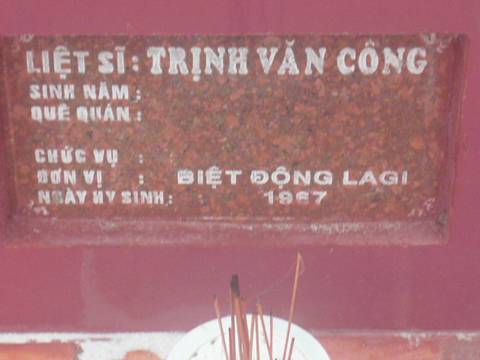 LIỆT SĨ : TRỊNH VĂN CÔNG
SINH NĂM :
QUÊ QUÁN :
CHỨC VỤ :
ĐƠN VỊ : BIỆT ĐỘNG LAGI
NGÀY HY SINH : 1967